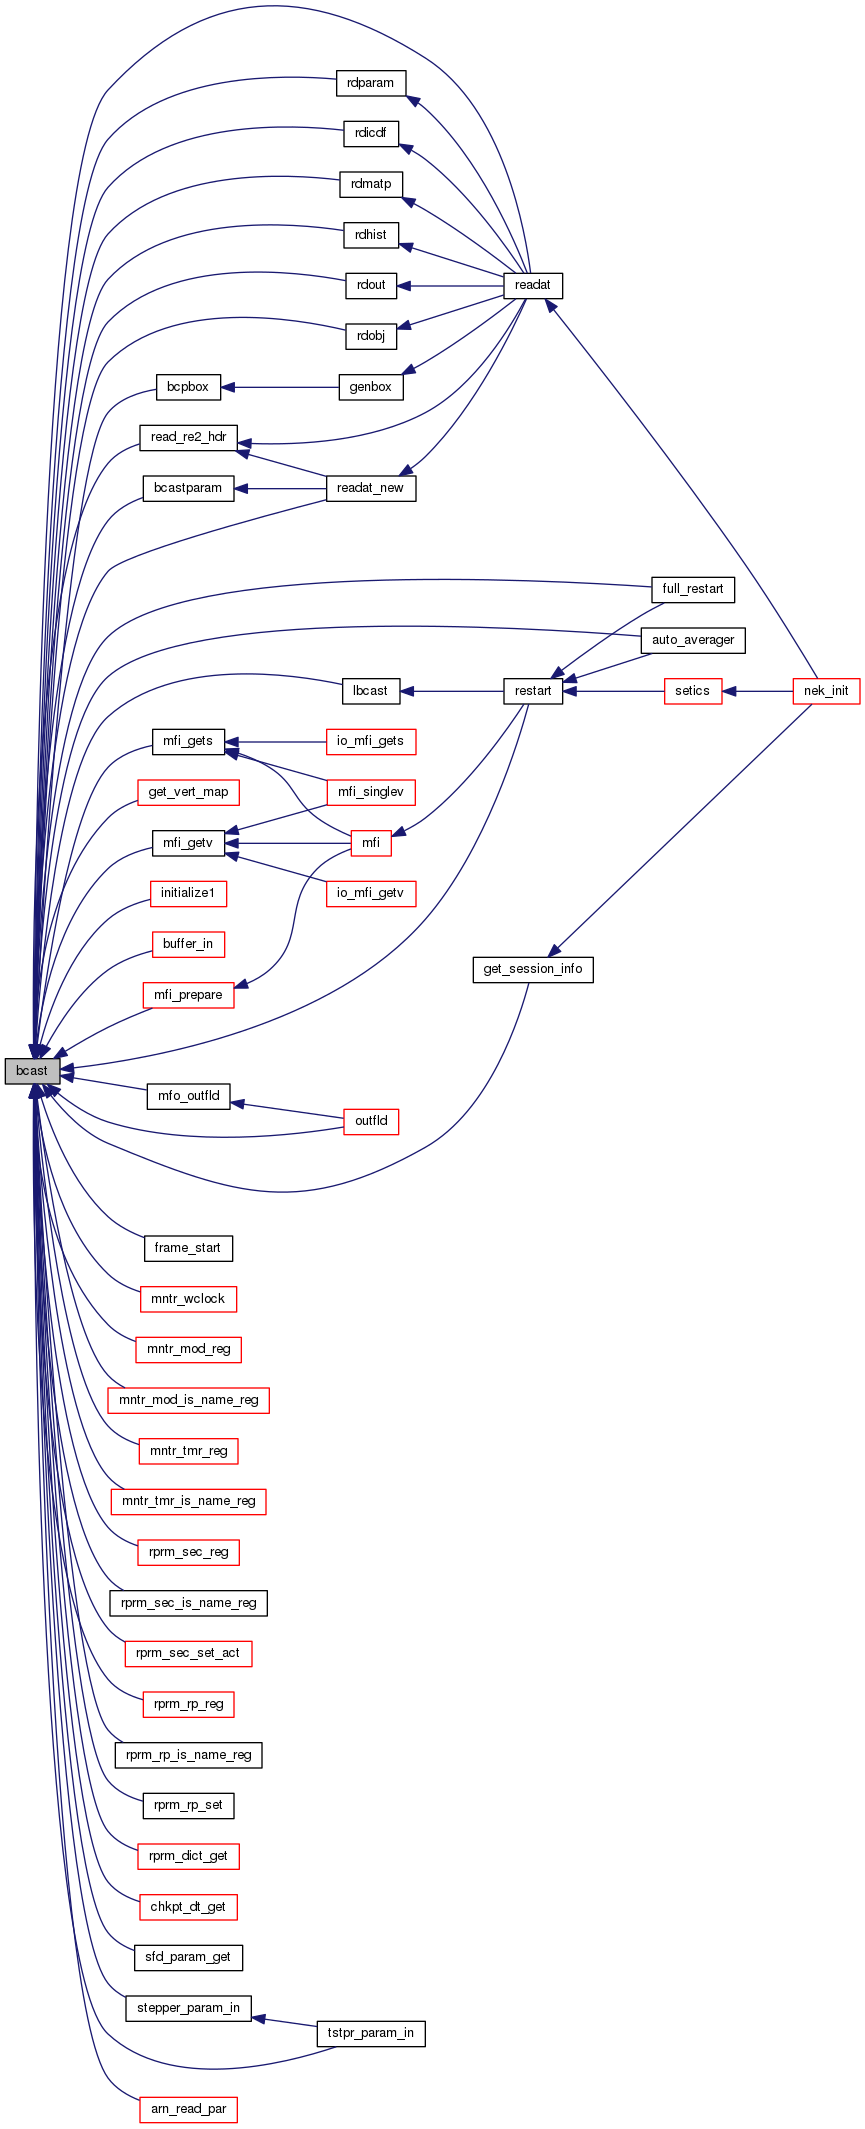 rdparam
rdicdf
rdmatp
rdhist
rdout
readat
rdobj
bcpbox
genbox
read_re2_hdr
bcastparam
readat_new
full_restart
auto_averager
lbcast
restart
setics
nek_init
mfi_gets
io_mfi_gets
get_vert_map
mfi_singlev
mfi_getv
mfi
initialize1
io_mfi_getv
buffer_in
get_session_info
mfi_prepare
bcast
mfo_outfld
outfld
frame_start
mntr_wclock
mntr_mod_reg
mntr_mod_is_name_reg
mntr_tmr_reg
mntr_tmr_is_name_reg
rprm_sec_reg
rprm_sec_is_name_reg
rprm_sec_set_act
rprm_rp_reg
rprm_rp_is_name_reg
rprm_rp_set
rprm_dict_get
chkpt_dt_get
sfd_param_get
stepper_param_in
tstpr_param_in
arn_read_par